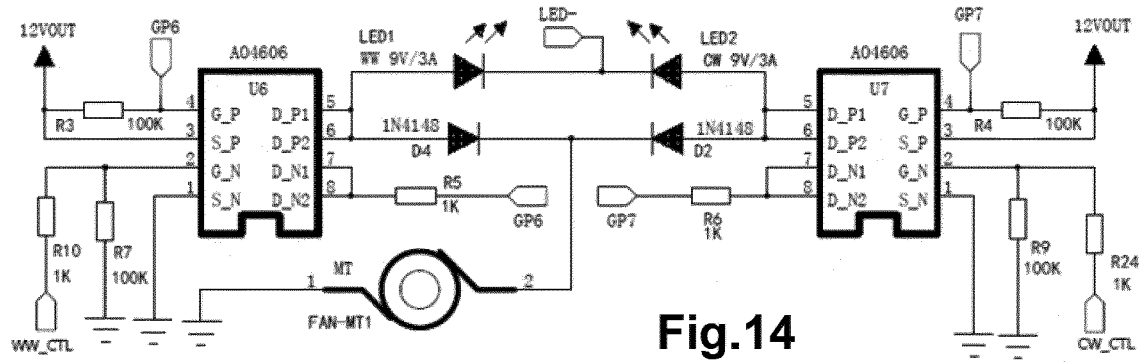 12VOUT GP6 LED- GP7 12VOUT
LED1 LED2
WW 9V/3A CW 9V/3A
AO4606 AO4606
U6 U7
R3 100K 4 G_P D_P1 5 5 D_P1 G_P 4 R4 100K
3 S_P D_P2 6 1N4148 1N4148 6 D_P2 S_P 3
D4 D2
2 G_N D_N1 7 7 D_N1 G_N 2
1 S_N D_N2 8 R5 1K GP6 GP7 R6 1K 8 D_N2 S_N 1
R10 1K R7 100K R9 100K R24 1K
1 MT 2
FAN-MT1
WW_CTL CW_CTL
Fig.14